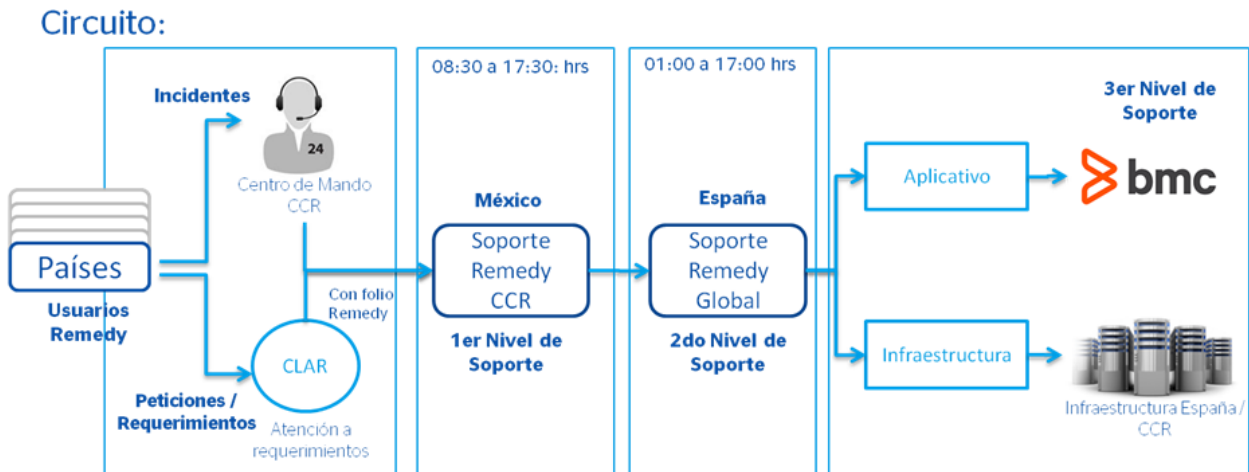 Circuito:
Incidentes
24
Centro de Mando
CCR
Países
Usuarios
Remedy
Con folio
Remedy
CLAR
Peticiones /
Requerimientos
Atención a
requerimientos
08:30 a 17:30: hrs
México
Soporte
Remedy
CCR
1er Nivel de
Soporte
01:00 a 17:00 hrs
España
Soporte
Remedy
Global
2do Nivel de
Soporte
3er Nivel de
Soporte
Aplicativo
bmc
Infraestructura
Infraestructura España /
CCR